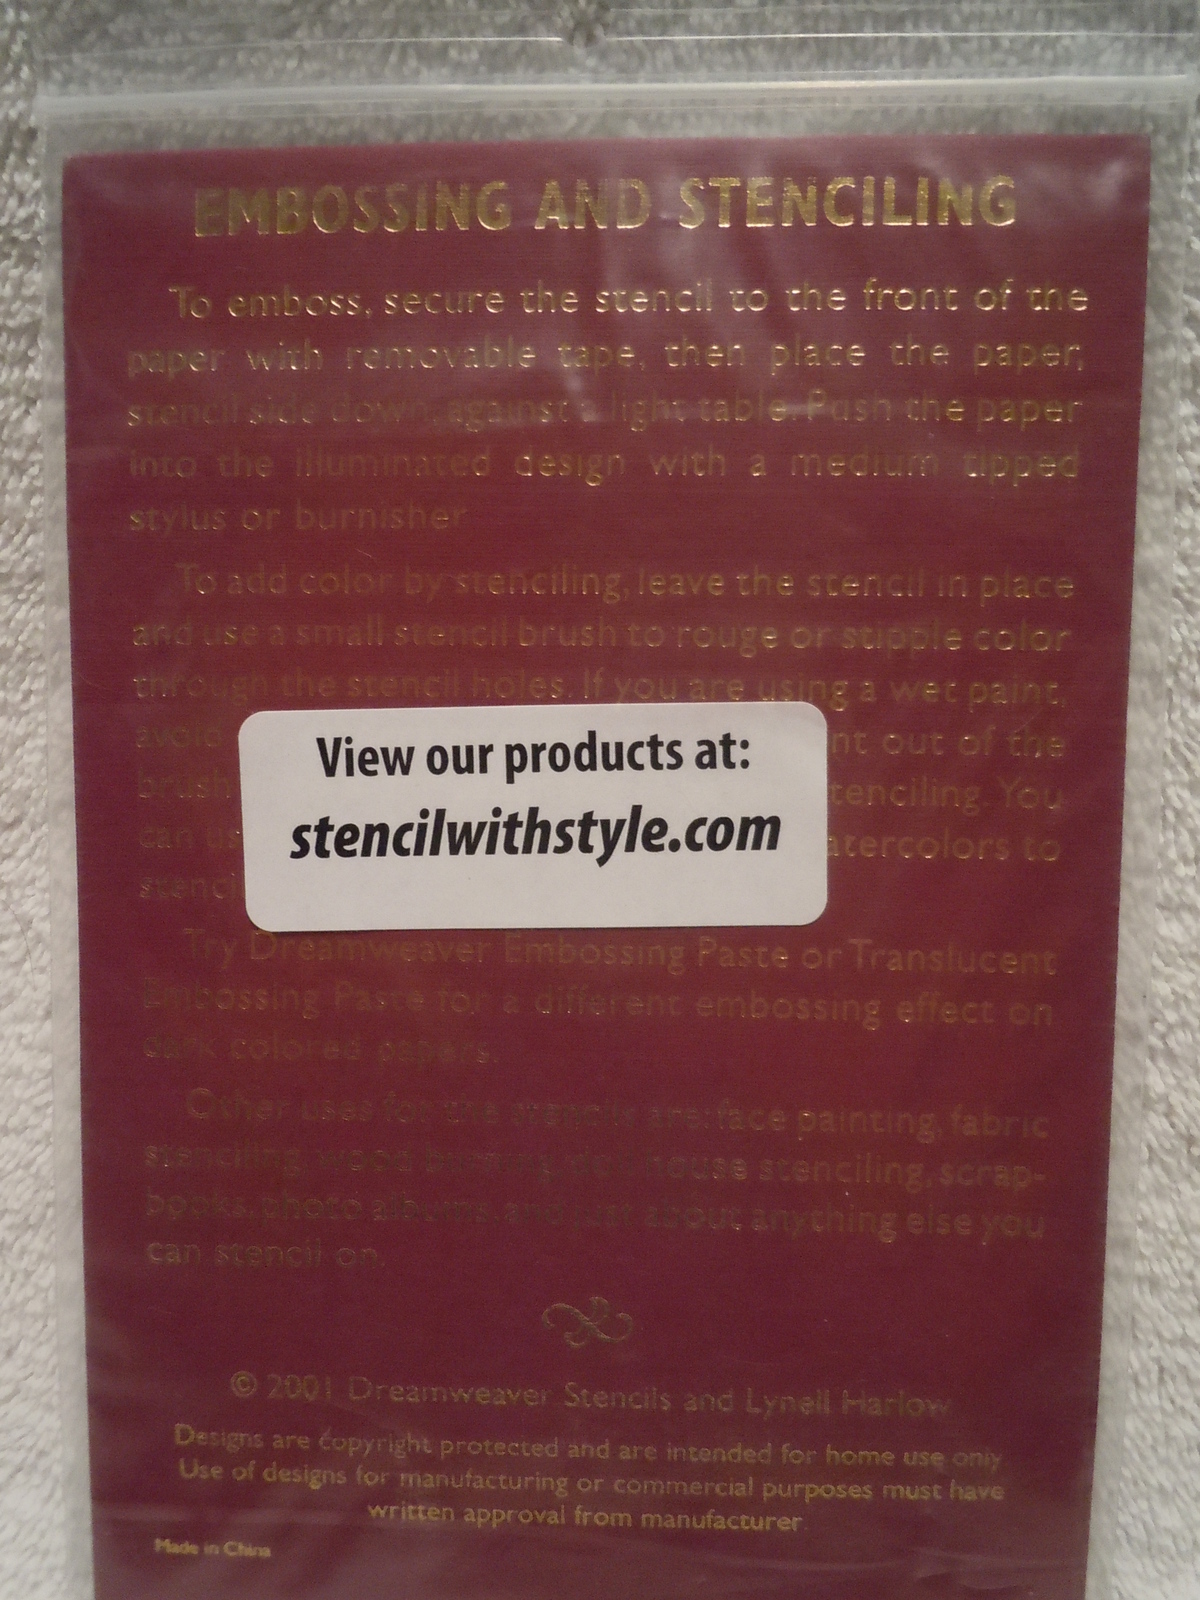 EMBOSSING AND STENCILING
To emboss, secure the stencil to the front of the
paper with removable tape, then place the paper,
stencil side down, against a light table. Push the paper
into the illuminated design with a medium tipped
stylus or burnisher
To add color by stenciling, leave the stencil in place
and use a small stencil brush to rouge or stipple color
through the stencil holes. If you are using a wet paint,
avoid out of the
brush You
can to
View our products at:
stencilwithstyle.com
Try Dreamweaver Embossing Paste or Translucent
Embossing Paste for a different embossing effect on
dark colored papers.
Other uses for the stencils are: face painting, fabric
stenciling, wood burning, doll house stenciling, scrap-
books, photo albums, and just about anything else you
can stencil on.
© 2001 Dreamweaver Stencils and Lynell Harlow
Designs are copyright protected and are intended for home use only
Use of designs for manufacturing or commercial purposes must have
written approval from manufacturer.
Made in China